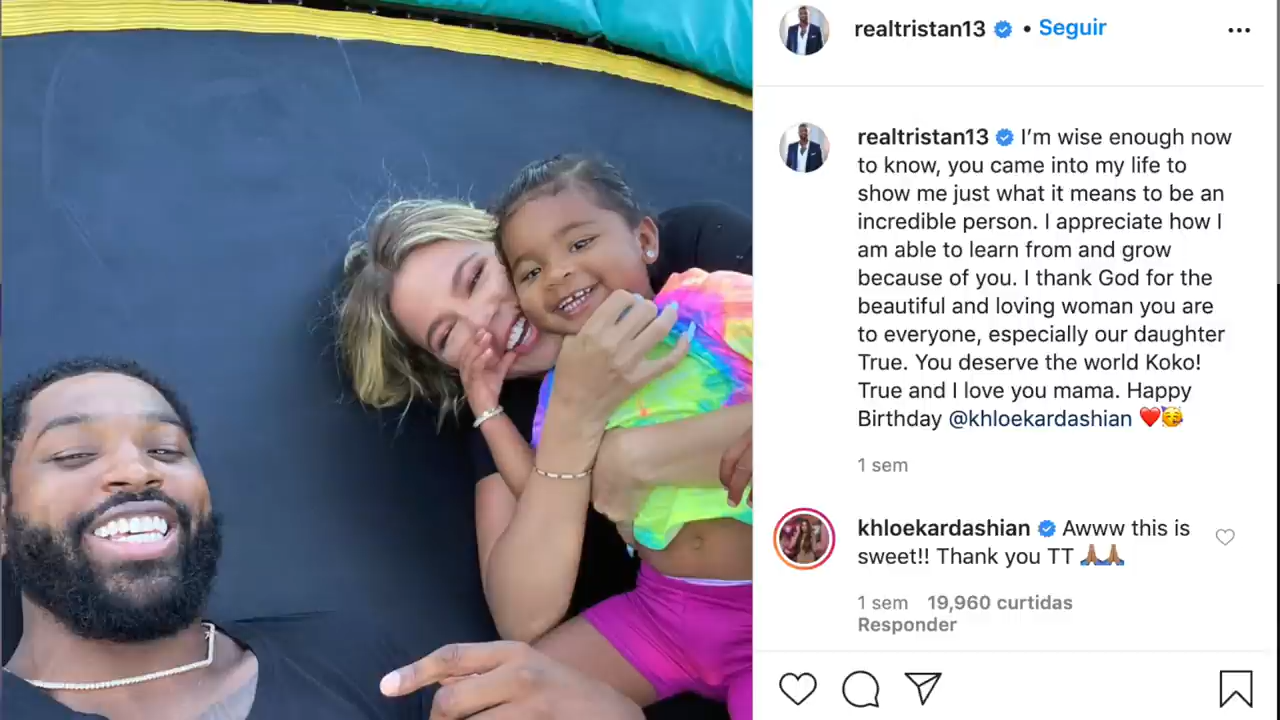 realtristan13 • Seguir
realtristan13 I’m wise enough now
to know, you came into my life to
show me just what it means to be an
incredible person. I appreciate how I
am able to learn from and grow
because of you. I thank God for the
beautiful and loving woman you are
to everyone, especially our daughter
True. You deserve the world Koko!
True and I love you mama. Happy
Birthday @khloekardashian ❤️🥳
1 sem
khloekardashian Awww this is
sweet!! Thank you TT 🙏🏽🙏🏽
1 sem 19,960 curtidas
Responder